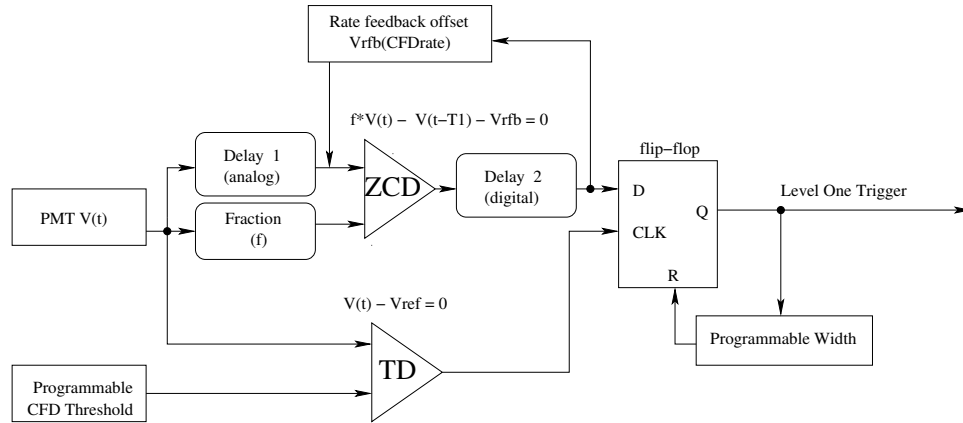 Rate feedback offset
Vrfb(CFDrate)
f*V(t) − V(t−T1) − Vrfb = 0
flip−flop
Delay 1
(analog)
ZCD
Delay 2
(digital)
D
Level One Trigger
PMT V(t)
Fraction
(f)
Q
CLK
R
V(t) − Vref = 0
Programmable Width
TD
Programmable
CFD Threshold